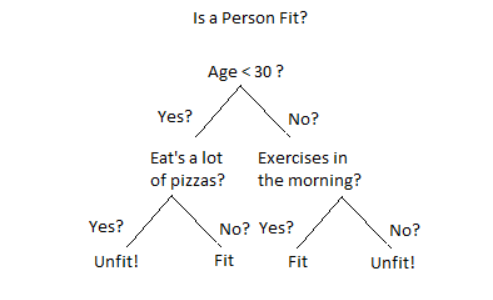 Is a Person Fit?
Age < 30 ?
Yes?
No?
Eat's a lot
of pizzas?
Exercises in
the morning?
Yes?
No?
Yes?
No?
Unfit!
Fit
Fit
Unfit!